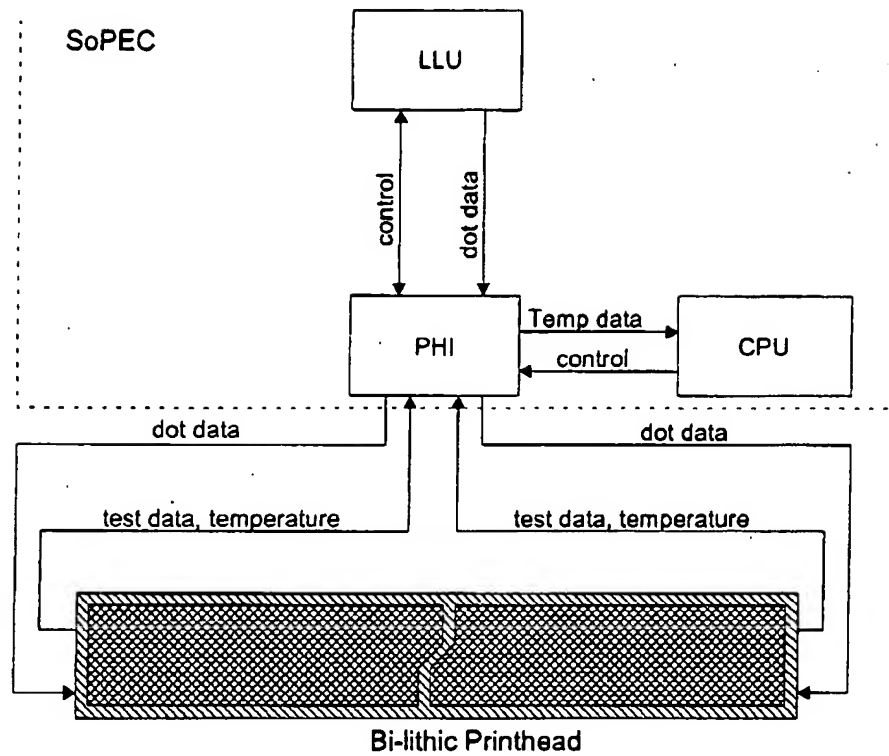 SoPEC
LLU
control
dot data
PHI
Temp data
control
CPU
dot data
dot data
test data, temperature
test data, temperature
Bi-lithic Printhead